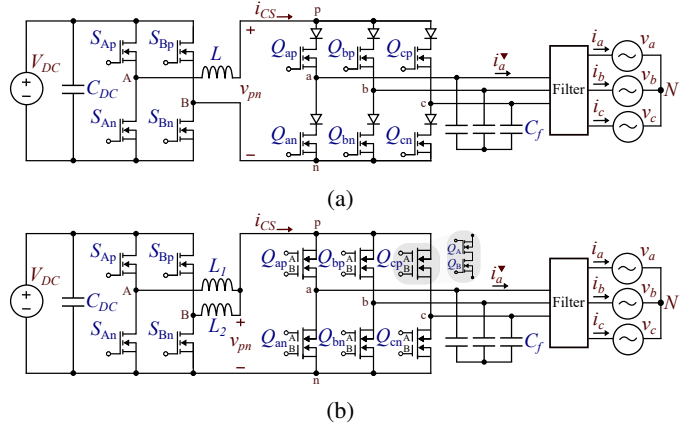 i_CS p
S_Ap S_Bp + Q_ap Q_bp Q_cp
V_DC L i_a▼ i_a v_a
A a
C_DC v_pn b Filter i_b v_b N
B c
S_An S_Bn Q_an Q_bn Q_cn C_f i_c v_c
− n
(a)
i_CS p
S_Ap S_Bp Q_ap A B Q_bp A B Q_cp A B Q_A Q_B
V_DC L_1 i_a▼ i_a v_a
A a
C_DC B b Filter i_b v_b N
L_2 + c
S_An S_Bn v_pn Q_an A B Q_bn A B Q_cn A B C_f i_c v_c
− n
(b)